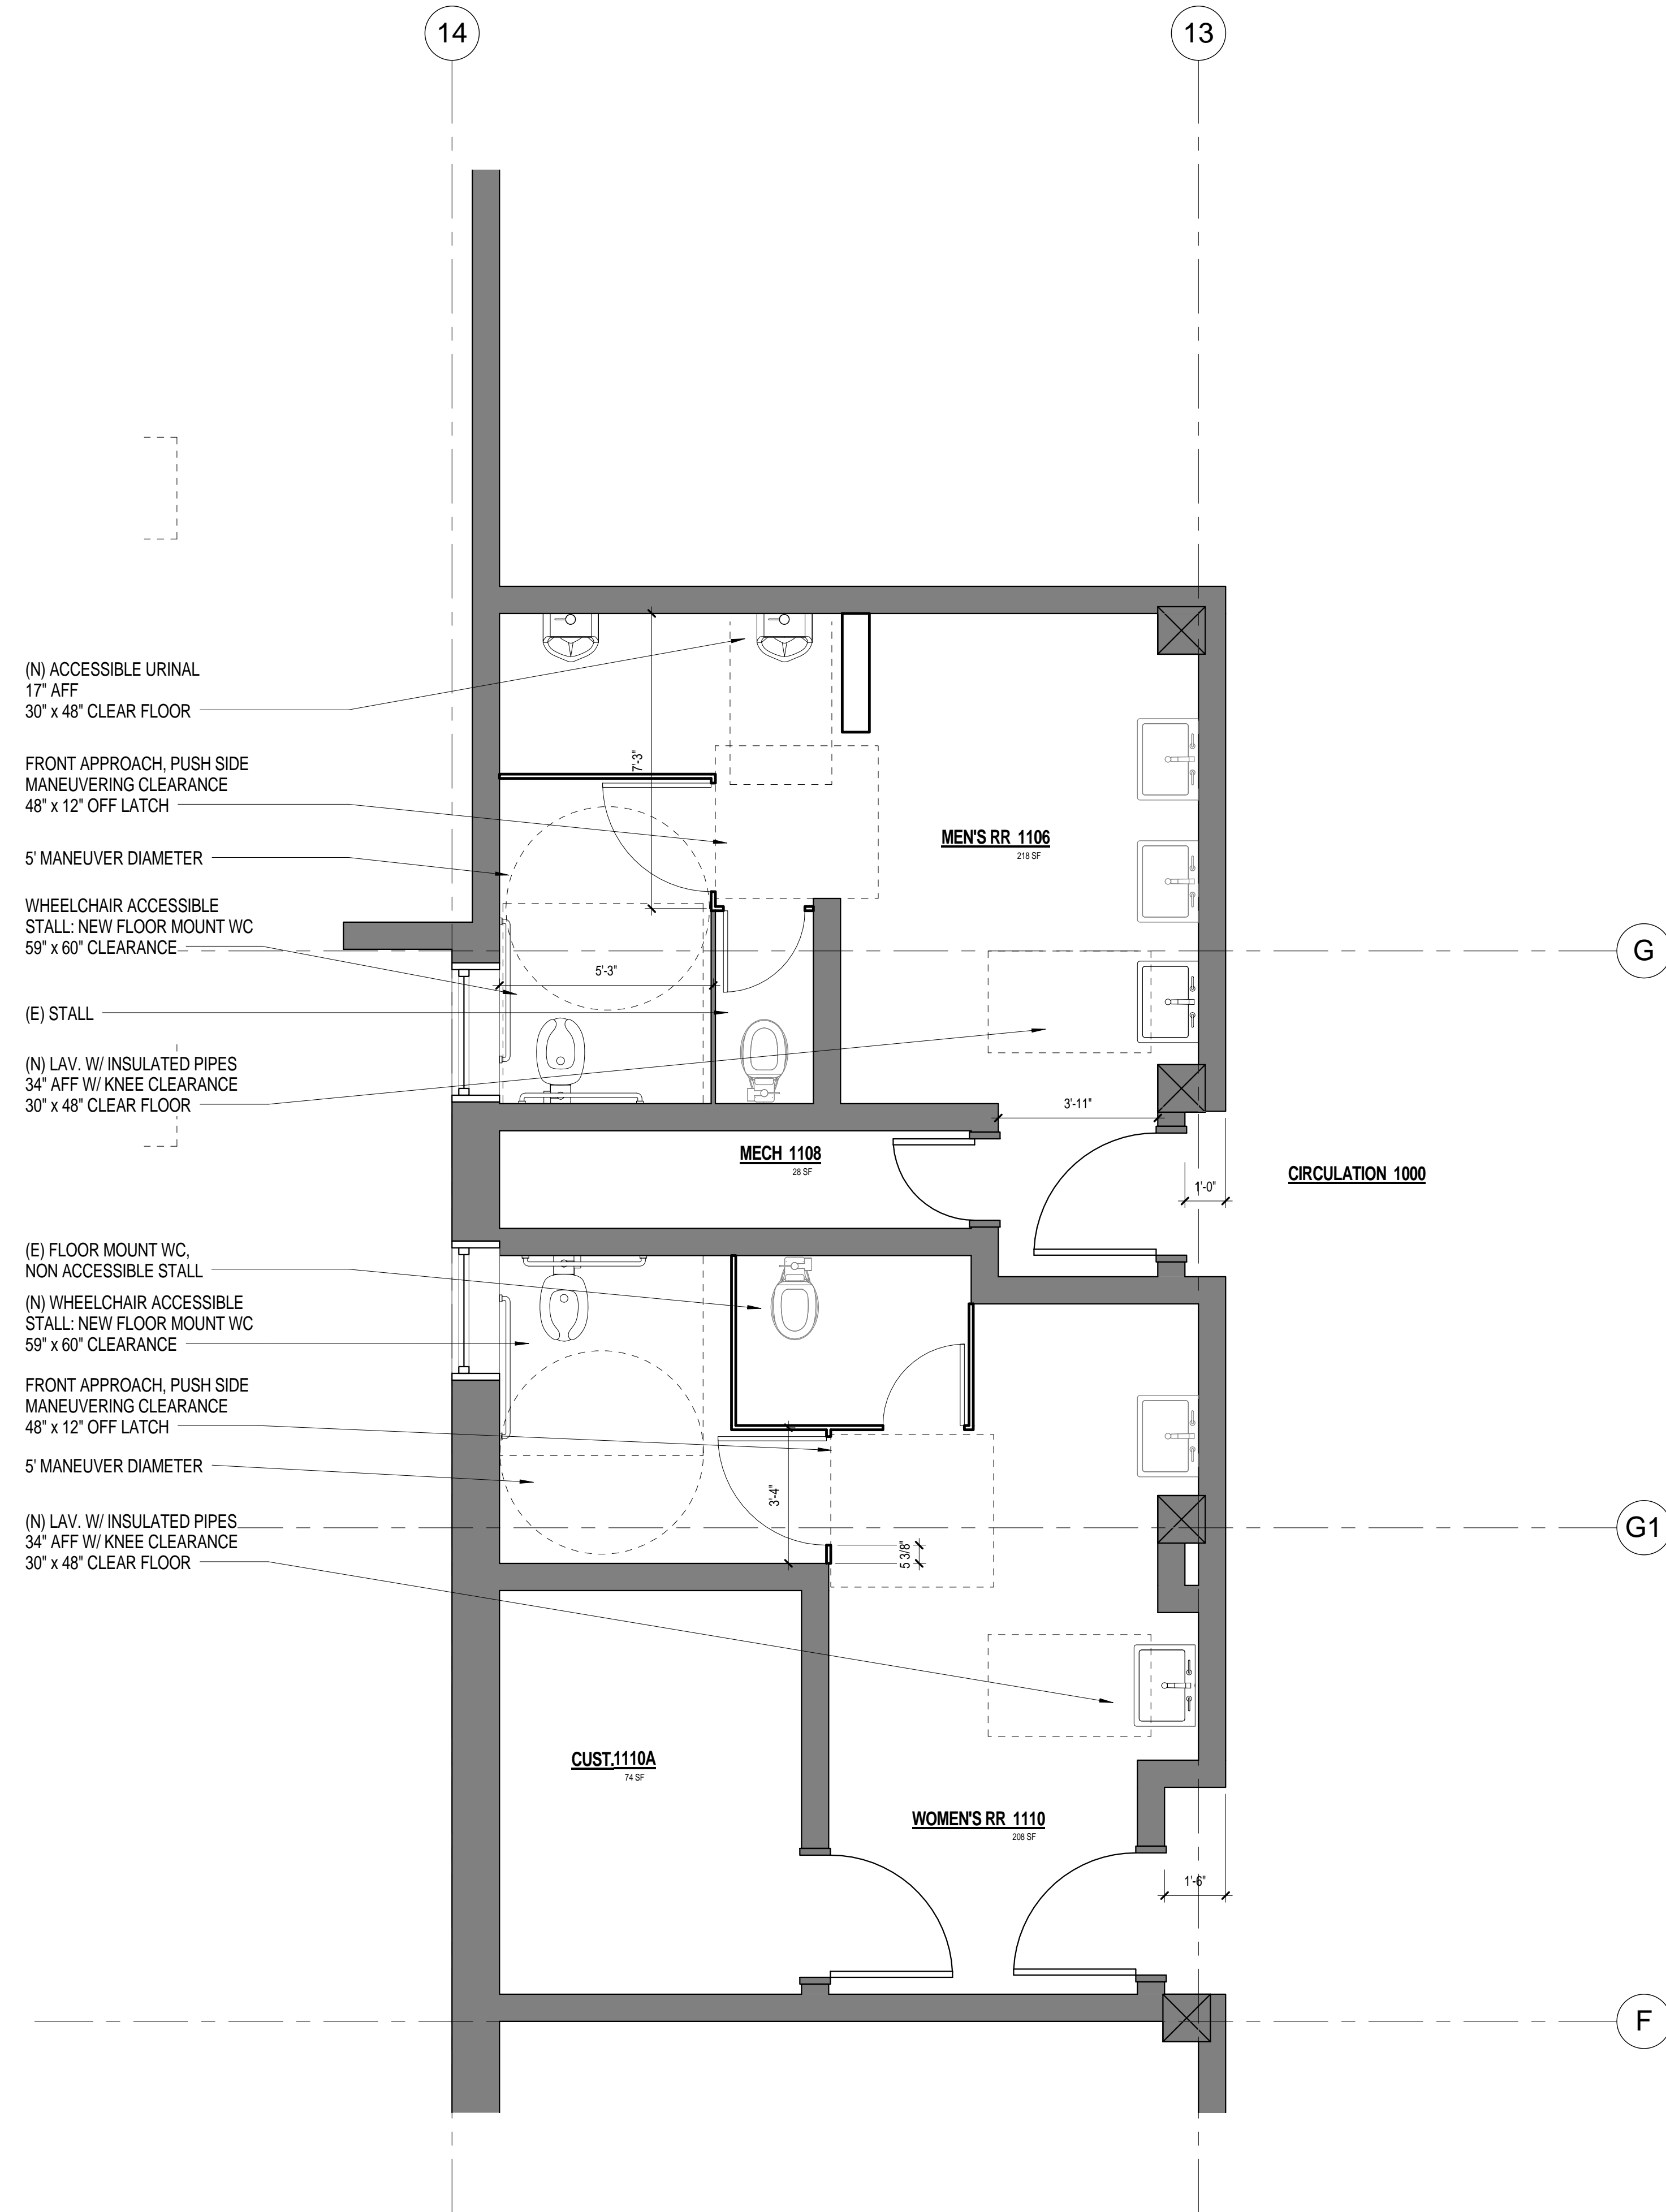 14
13
(N) ACCESSIBLE URINAL
17" AFF
30" x 48" CLEAR FLOOR
7'-3"
FRONT APPROACH, PUSH SIDE
MANEUVERING CLEARANCE
48" x 12" OFF LATCH
MEN'S RR 1106
218 SF
5' MANEUVER DIAMETER
WHEELCHAIR ACCESSIBLE
STALL: NEW FLOOR MOUNT WC
59" x 60" CLEARANCE
G
5'-3"
(E) STALL
(N) LAV. W/ INSULATED PIPES
34" AFF W/ KNEE CLEARANCE
30" x 48" CLEAR FLOOR
3'-11"
MECH 1108
28 SF
CIRCULATION 1000
1'-0"
(E) FLOOR MOUNT WC,
NON ACCESSIBLE STALL
(N) WHEELCHAIR ACCESSIBLE
STALL: NEW FLOOR MOUNT WC
59" x 60" CLEARANCE
FRONT APPROACH, PUSH SIDE
MANEUVERING CLEARANCE
48" x 12" OFF LATCH
5' MANEUVER DIAMETER
3'-4"
(N) LAV. W/ INSULATED PIPES
34" AFF W/ KNEE CLEARANCE
30" x 48" CLEAR FLOOR
G1
5 3/8"
CUST.1110A
74 SF
WOMEN'S RR 1110
208 SF
1'-6"
F